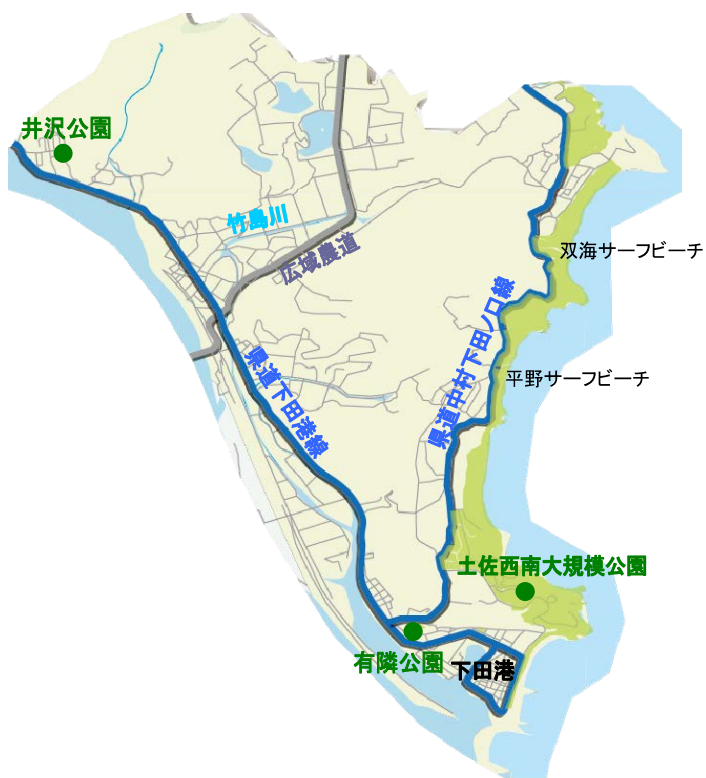 井沢公園
竹島川
広域農道
双海サーフビーチ
県道中村下田ノ口線
平野サーフビーチ
県道下田港線
土佐西南大規模公園
有隣公園
下田港